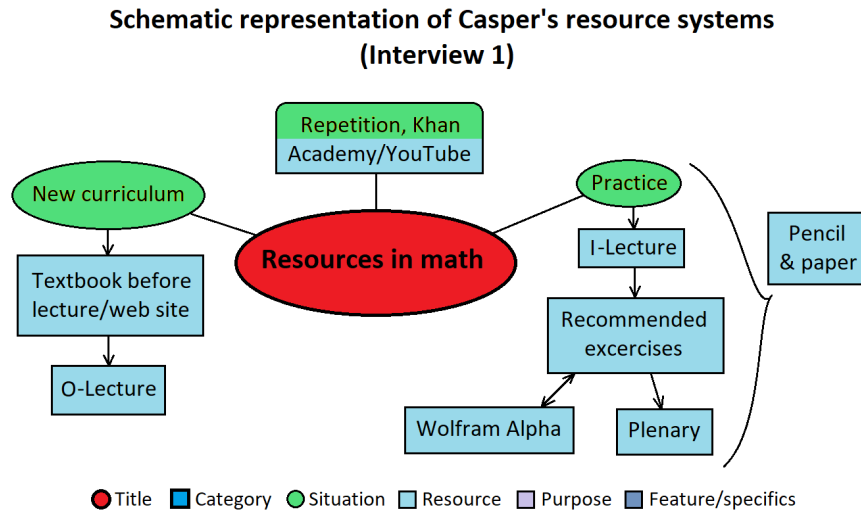 Schematic representation of Casper's resource systems
(Interview 1)
Repetition, Khan
Academy/YouTube
New curriculum
Practice
Resources in math
I-Lecture
Pencil
& paper
Textbook before
lecture/web site
Recommended
excercises
O-Lecture
Wolfram Alpha
Plenary
Title
Category
Situation
Resource
Purpose
Feature/specifics